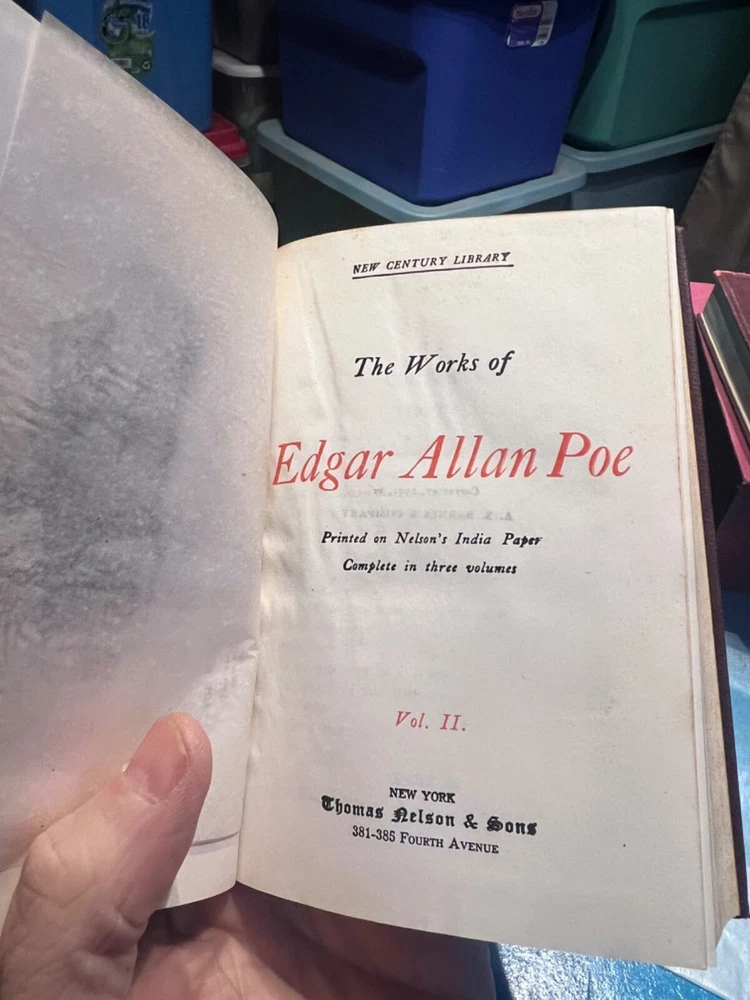 NEW CENTURY LIBRARY
The Works of
Edgar Allan Poe
Printed on Nelson's India Paper
Complete in three volumes
Vol. II.
NEW YORK
Thomas Nelson & Sons
381-385 FOURTH AVENUE